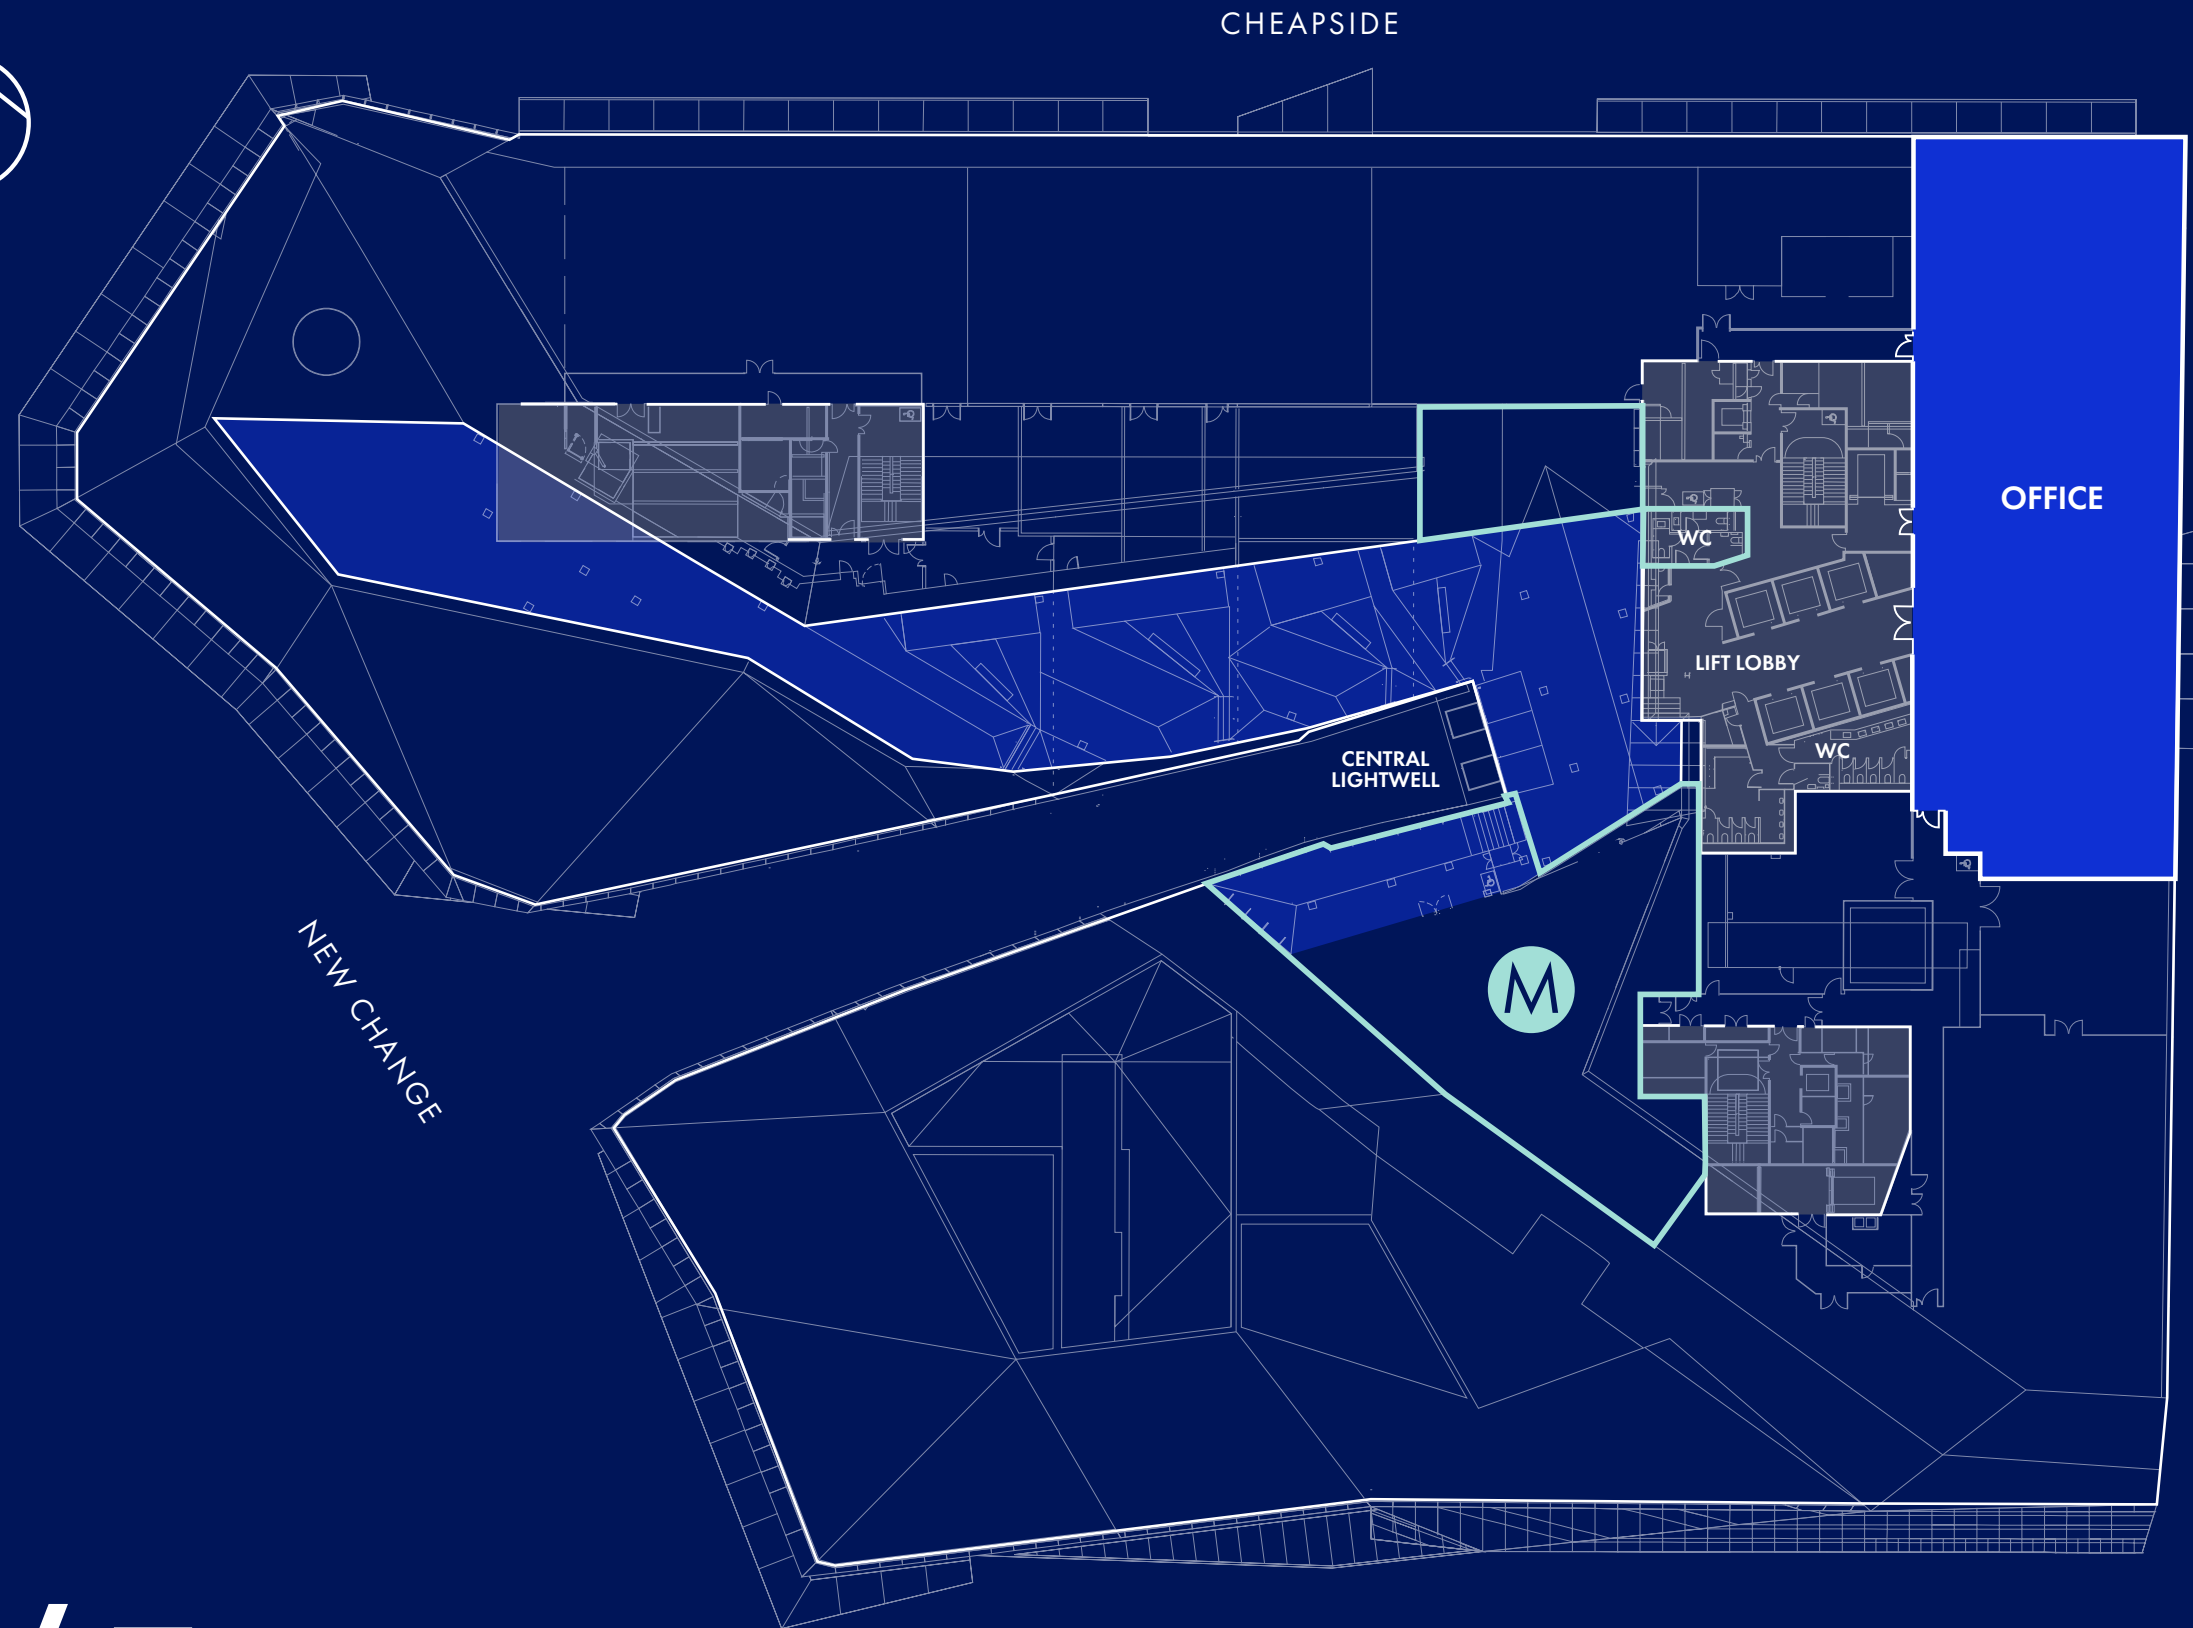 CHEAPSIDE
OFFICE
WC
LIFT LOBBY
WC
CENTRAL
LIGHTWELL
NEW CHANGE
M